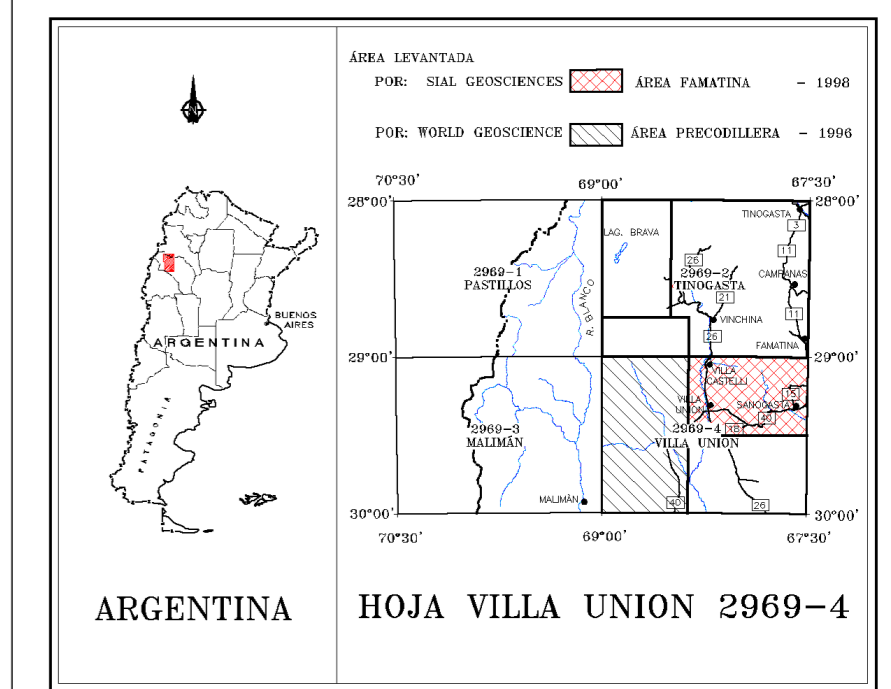 N
BUENOS
AIRES
ARGENTINA
PATAGONIA
ARGENTINA
ÁREA LEVANTADA
POR: SIAL GEOSCIENCES ÁREA FAMATINA - 1998
POR: WORLD GEOSCIENCE ÁREA PRECODILLERA - 1996
70°30' 69°00' 67°30'
28°00' 28°00'
TINOGASTA
3
LAG. BRAVA
11
26
2969-1
PASTILLOS
2969-2
TINOGASTA
CAMPANAS
21
R. BLANCO
11
VINCHINA
26
FAMATINA
29°00' 29°00'
VILLA
CASTELLI
15
VILLA
UNION
SANOGASTA
40
2969-3
MALIMÁN
2969-4
VILLA UNION
MALIMÁN
40
26
30°00' 30°00'
70°30' 69°00' 67°30'
HOJA VILLA UNION 2969-4